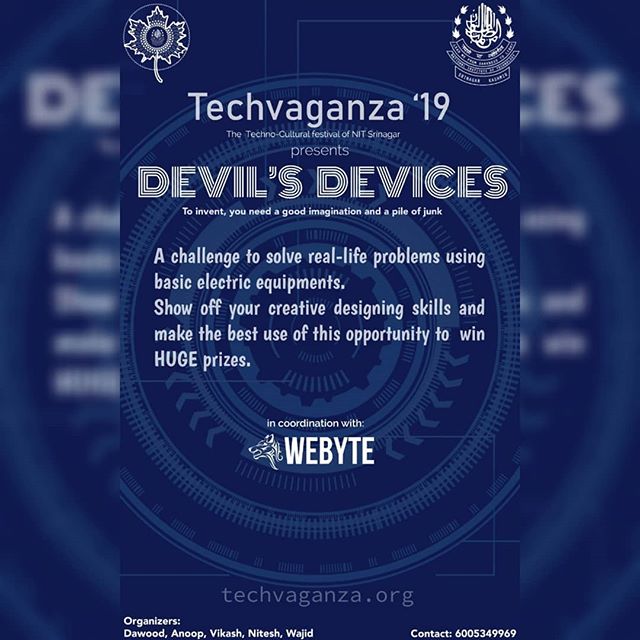 Techvaganza '19
The Techno-Cultural festival of NIT Srinagar
presents
DEVIL'S DEVICES
To invent, you need a good imagination and a pile of junk
A challenge to solve real-life problems using
basic electric equipments.
Show off your creative designing skills and
make the best use of this opportunity to win
HUGE prizes.
in coordination with:
WEBYTE
techvaganza.org
Organizers:
Dawood, Anoop, Vikash, Nitesh, Wajid
Contact: 6005349969